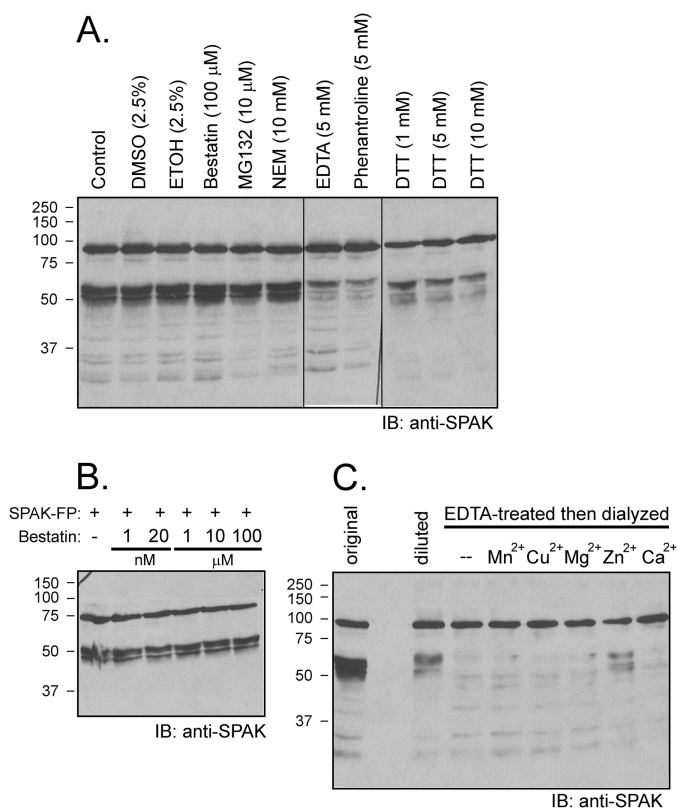 A.
Control
DMSO (2.5%)
ETOH (2.5%)
Bestatin (100 µM)
MG132 (10 µM)
NEM (10 mM)
EDTA (5 mM)
Phenantroline (5 mM)
DTT (1 mM)
DTT (5 mM)
DTT (10 mM)
250
150
100
75
50
37
IB: anti-SPAK
B.
SPAK-FP: + + + + + +
Bestatin: - 1 20 1 10 100
nM µM
150
100
75
50
37
IB: anti-SPAK
C.
original
diluted
EDTA-treated then dialyzed
-- Mn2+ Cu2+ Mg2+ Zn2+ Ca2+
250
150
100
75
50
37
IB: anti-SPAK